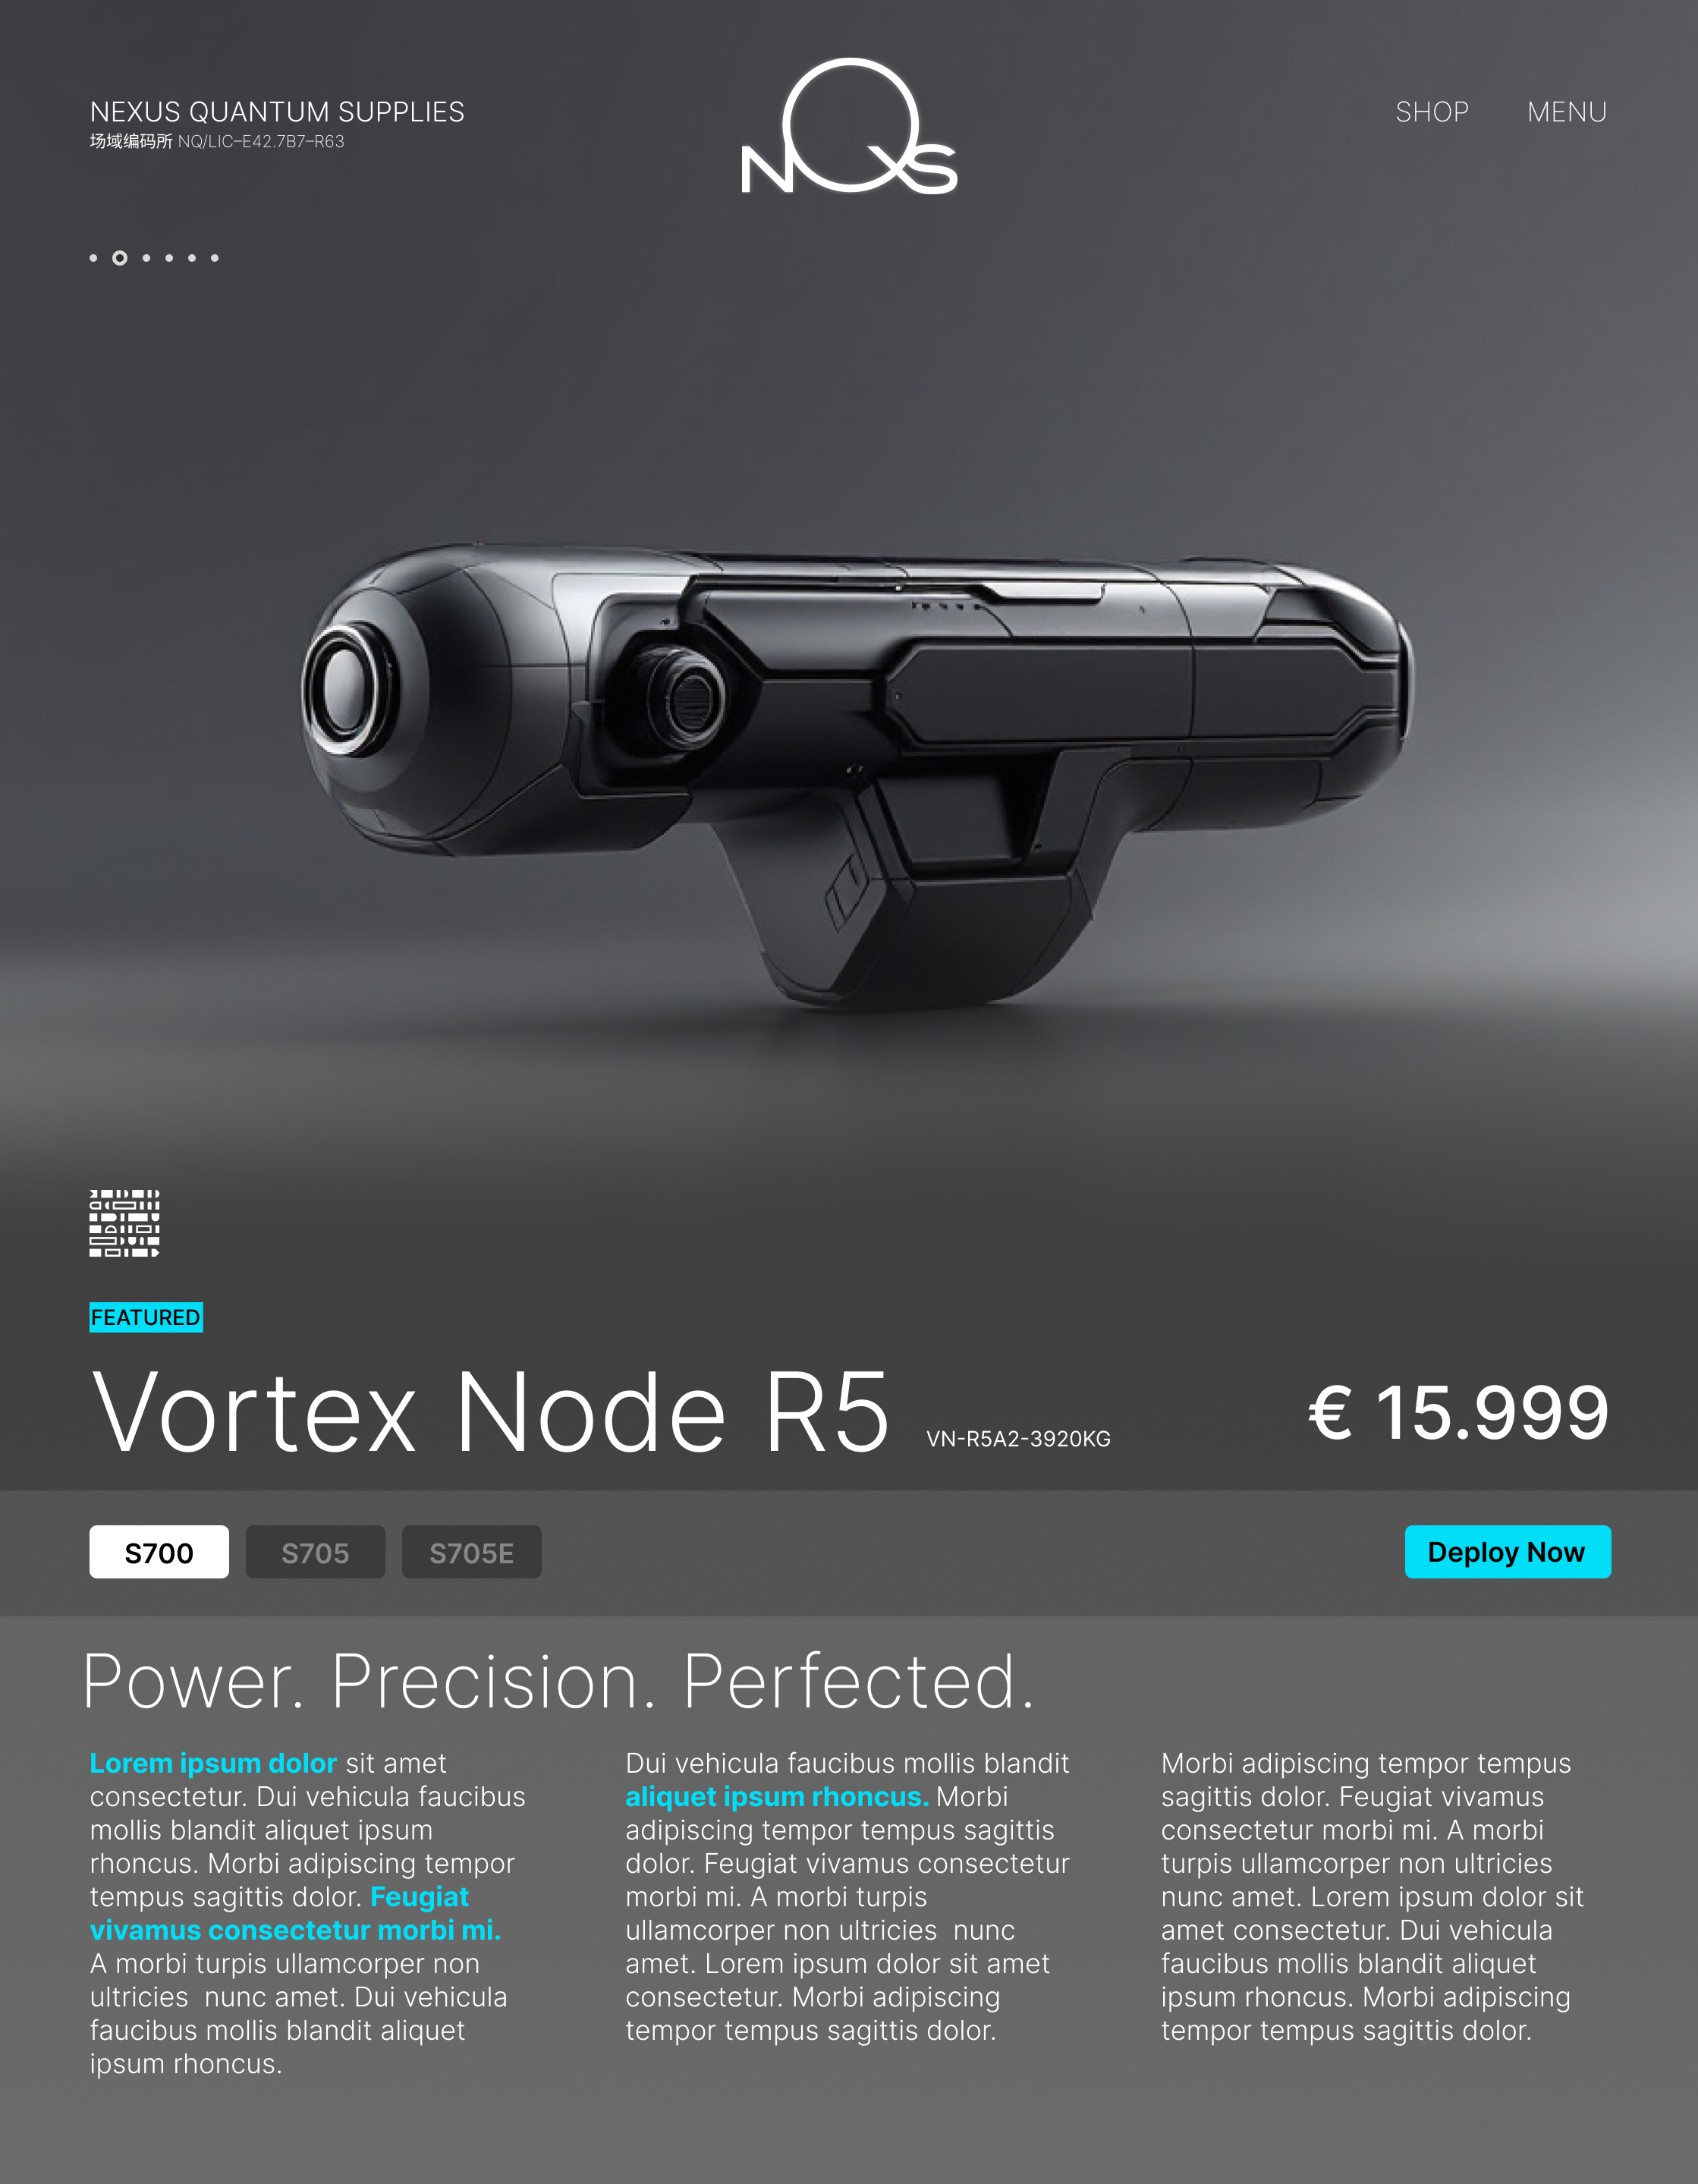 NEXUS QUANTUM SUPPLIES
场域编码所 NQ/LIC–E42.7B7–R63
NQXS
SHOP
MENU
FEATURED
Vortex Node R5
VN-R5A2-3920KG
€ 15.999
S700
S705
S705E
Deploy Now
Power. Precision. Perfected.
Lorem ipsum dolor sit amet
consectetur. Dui vehicula faucibus
mollis blandit aliquet ipsum
rhoncus. Morbi adipiscing tempor
tempus sagittis dolor. Feugiat
vivamus consectetur morbi mi.
A morbi turpis ullamcorper non
ultricies  nunc amet. Dui vehicula
faucibus mollis blandit aliquet
ipsum rhoncus.
Dui vehicula faucibus mollis blandit
aliquet ipsum rhoncus. Morbi
adipiscing tempor tempus sagittis
dolor. Feugiat vivamus consectetur
morbi mi. A morbi turpis
ullamcorper non ultricies  nunc
amet. Lorem ipsum dolor sit amet
consectetur. Morbi adipiscing
tempor tempus sagittis dolor.
Morbi adipiscing tempor tempus
sagittis dolor. Feugiat vivamus
consectetur morbi mi. A morbi
turpis ullamcorper non ultricies
nunc amet. Lorem ipsum dolor sit
amet consectetur. Dui vehicula
faucibus mollis blandit aliquet
ipsum rhoncus. Morbi adipiscing
tempor tempus sagittis dolor.